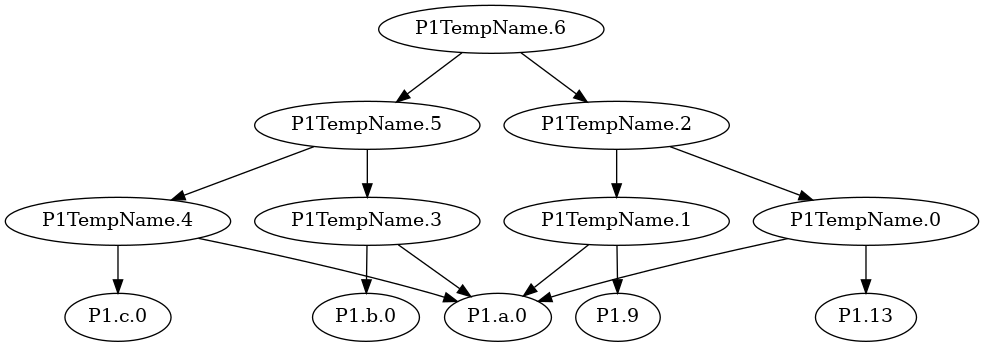 P1TempName.6
P1TempName.5
P1TempName.2
P1TempName.4
P1TempName.3
P1TempName.1
P1TempName.0
P1.c.0
P1.b.0
P1.a.0
P1.9
P1.13